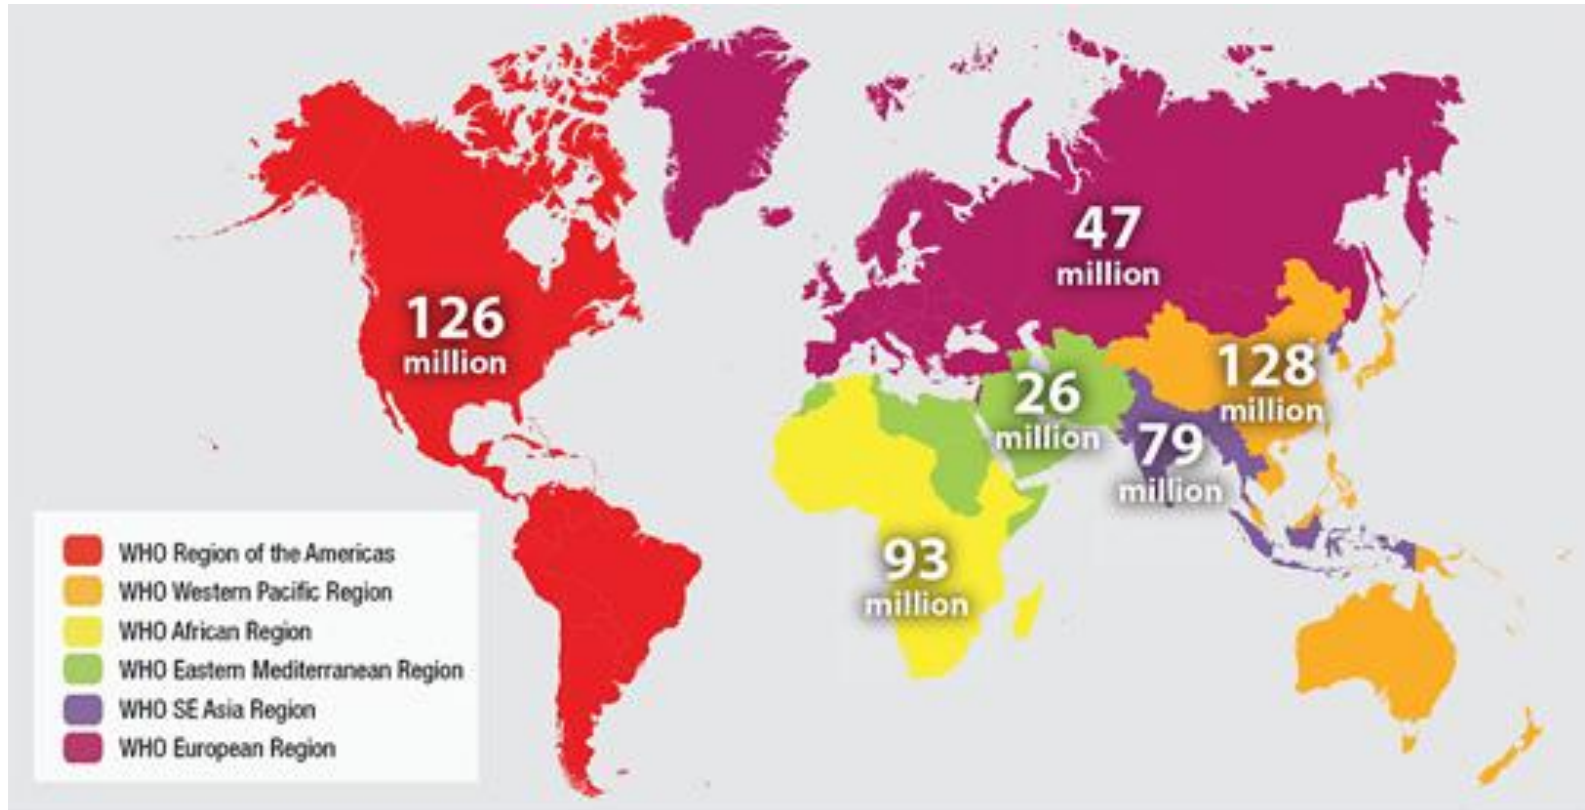 126
million
47
million
128
million
26
million
79
million
93
million
WHO Region of the Americas
WHO Western Pacific Region
WHO African Region
WHO Eastern Mediterranean Region
WHO SE Asia Region
WHO European Region